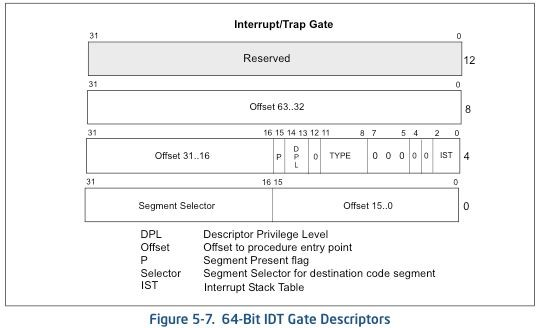 Interrupt/Trap Gate
31 0
Reserved 12
31 0
Offset 63..32 8
31 16 15 14 13 12 11 8 7 5 4 2 0
Offset 31..16 P DPL 0 TYPE 0 0 0 0 0 IST 4
31 16 15 0
Segment Selector Offset 15..0 0
DPL Descriptor Privilege Level
Offset Offset to procedure entry point
P Segment Present flag
Selector Segment Selector for destination code segment
IST Interrupt Stack Table
Figure 5-7. 64-Bit IDT Gate Descriptors